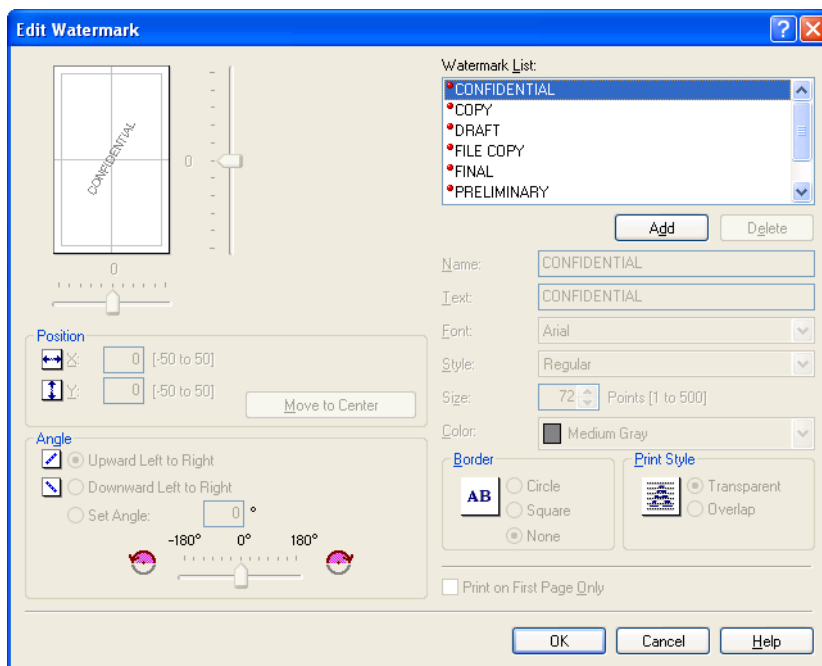 Edit Watermark
CONFIDENTIAL
0
0
Position
X: 0 [-50 to 50]
Y: 0 [-50 to 50]
Move to Center
Angle
Upward Left to Right
Downward Left to Right
Set Angle: 0 °
-180° 0° 180°
Watermark List:
CONFIDENTIAL
COPY
DRAFT
FILE COPY
FINAL
PRELIMINARY
Add Delete
Name: CONFIDENTIAL
Text: CONFIDENTIAL
Font: Arial
Style: Regular
Size: 72 Points [1 to 500]
Color: Medium Gray
Border
AB
Circle
Square
None
Print Style
Transparent
Overlap
Print on First Page Only
OK Cancel Help